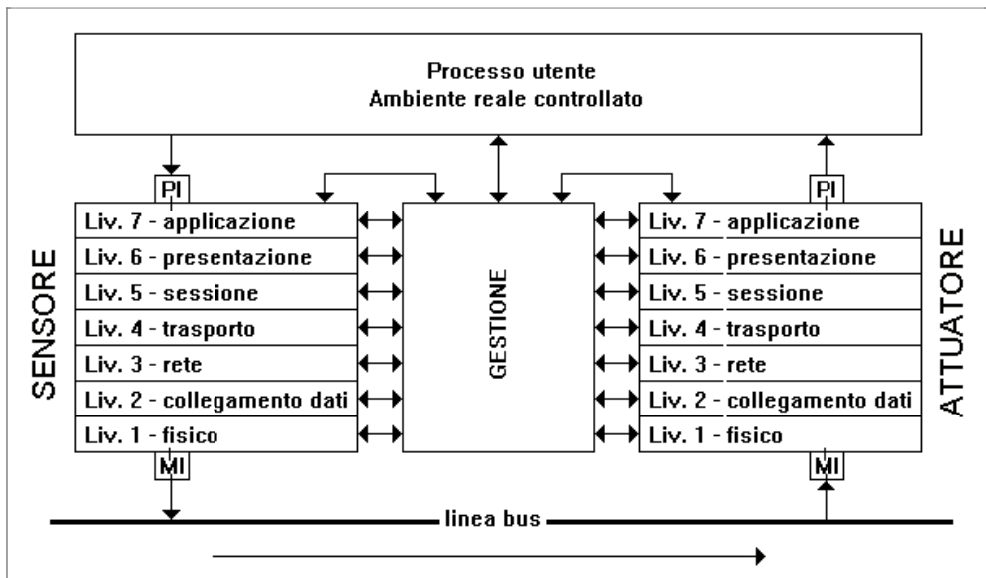 Processo utente
Ambiente reale controllato
PI
PI
SENSORE
Liv. 7 - applicazione
Liv. 6 - presentazione
Liv. 5 - sessione
Liv. 4 - trasporto
Liv. 3 - rete
Liv. 2 - collegamento dati
Liv. 1 - fisico
GESTIONE
Liv. 7 - applicazione
Liv. 6 - presentazione
Liv. 5 - sessione
Liv. 4 - trasporto
Liv. 3 - rete
Liv. 2 - collegamento dati
Liv. 1 - fisico
ATTUATORE
MI
MI
linea bus